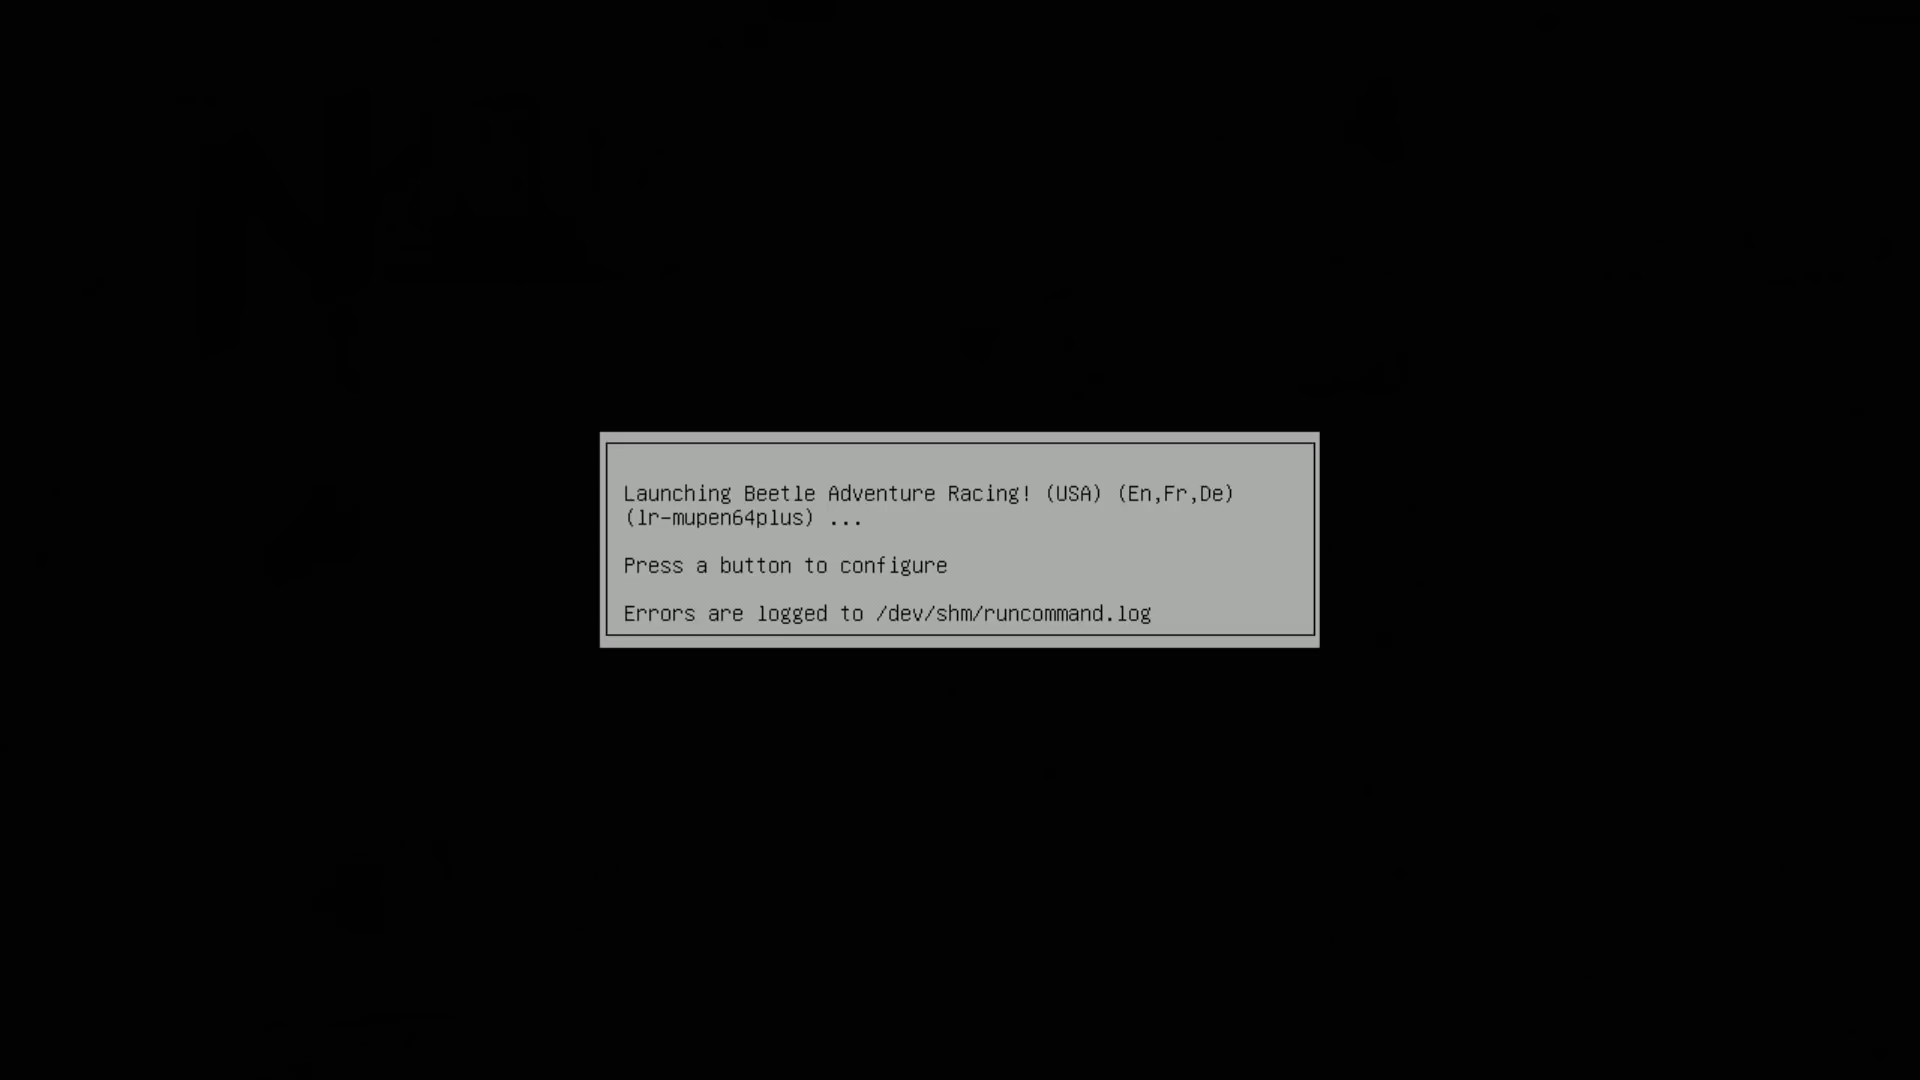 Launching Beetle Adventure Racing! (USA) (En,Fr,De)
(lr-mupen64plus) ...
Press a button to configure
Errors are logged to /dev/shm/runcommand.log